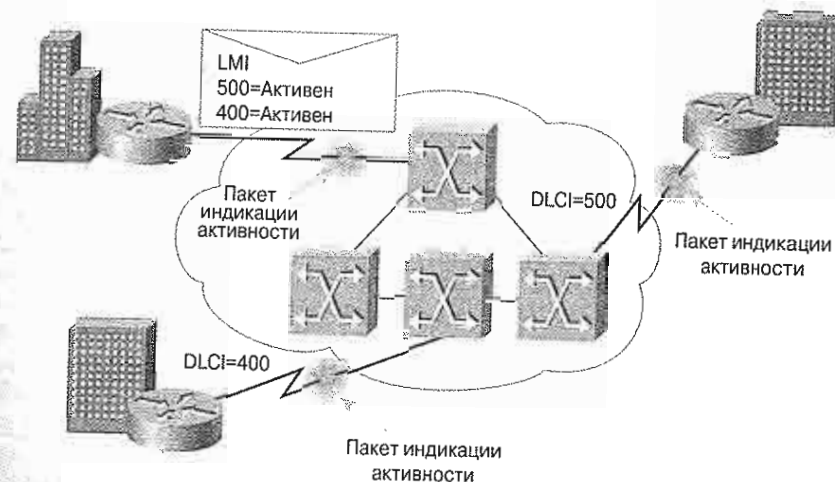 LMI
500=Активен
400=Активен
Пакет
индикации
активности
DLCI=500
Пакет индикации
активности
DLCI=400
Пакет индикации
активности